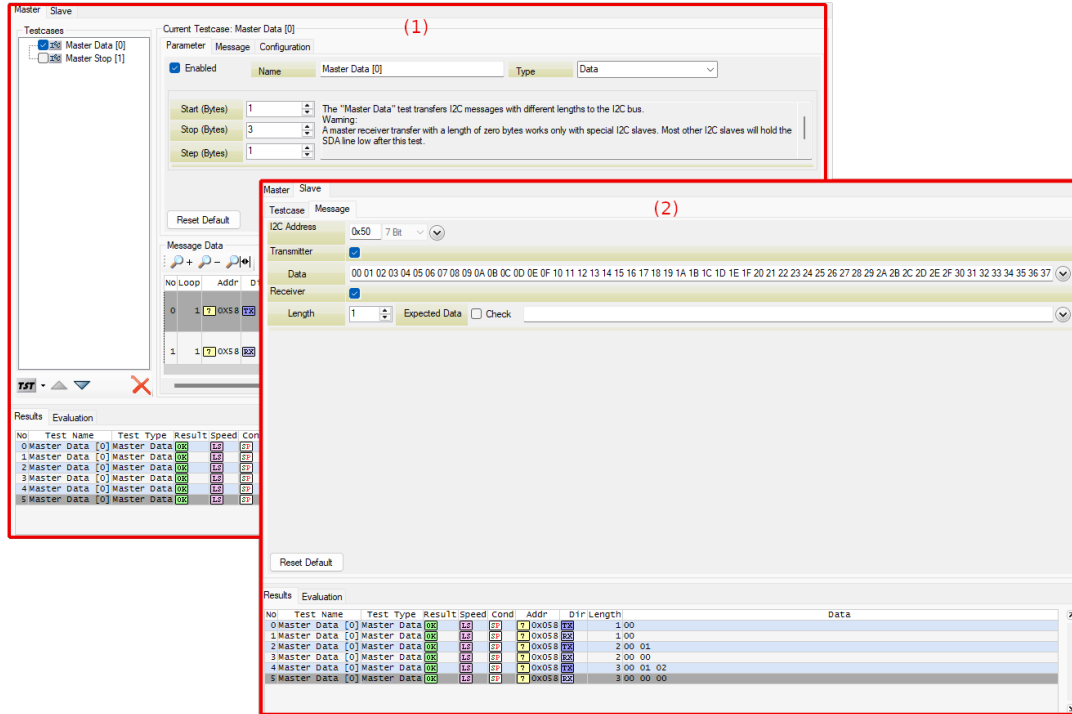 Master Slave
(1)
Testcases
Master Data [0]
Master Stop [1]
Current Testcase: Master Data [0]
Parameter Message Configuration
Enabled Name Master Data [0] Type Data
Start (Bytes) 1
Stop (Bytes) 3
Step (Bytes) 1
The "Master Data" test transfers I2C messages with different lengths to the I2C bus.
Warning:
A master receiver transfer with a length of zero bytes works only with special I2C slaves. Most other I2C slaves will hold the
SDA line low after this test.
Reset Default
Message Data
No Loop Addr D
0 1 7 0X58 TX
1 1 7 0X58 RX
TST
Results Evaluation
No Test Name Test Type Result Speed Con
0 Master Data [0] Master Data OK LS SP
1 Master Data [0] Master Data OK LS SP
2 Master Data [0] Master Data OK LS SP
3 Master Data [0] Master Data OK LS SP
4 Master Data [0] Master Data OK LS SP
5 Master Data [0] Master Data OK LS SP
Master Slave
(2)
Testcase Message
I2C Address 0x50 7 Bit
Transmitter
Data 00 01 02 03 04 05 06 07 08 09 0A 0B 0C 0D 0E 0F 10 11 12 13 14 15 16 17 18 19 1A 1B 1C 1D 1E 1F 20 21 22 23 24 25 26 27 28 29 2A 2B 2C 2D 2E 2F 30 31 32 33 34 35 36 37
Receiver
Length 1 Expected Data Check
Reset Default
Results Evaluation
No Test Name Test Type Result Speed Cond Addr Dir Length Data
0 Master Data [0] Master Data OK LS SP 7 0x058 TX 1 00
1 Master Data [0] Master Data OK LS SP 7 0x058 RX 1 00
2 Master Data [0] Master Data OK LS SP 7 0x058 TX 2 00 01
3 Master Data [0] Master Data OK LS SP 7 0x058 RX 2 00 00
4 Master Data [0] Master Data OK LS SP 7 0x058 TX 3 00 01 02
5 Master Data [0] Master Data OK LS SP 7 0x058 RX 3 00 00 00